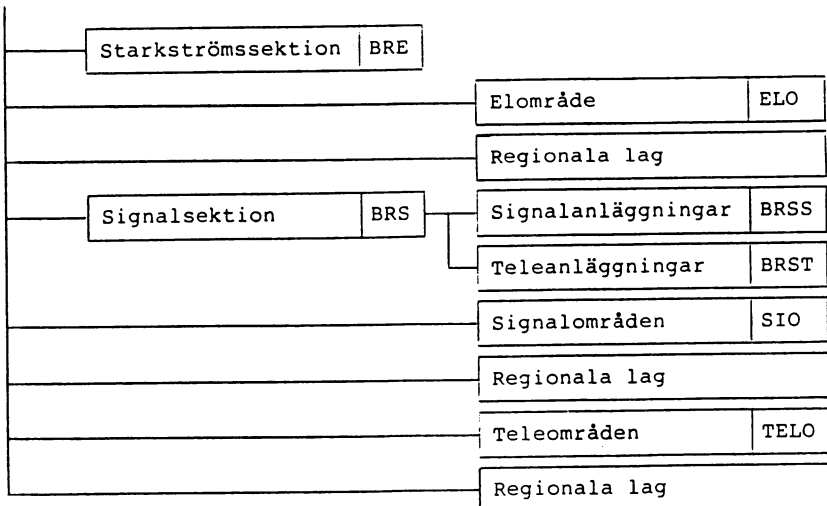 Starkströmssektion BRE
Elområde ELO
Regionala lag
Signalsektion BRS Signalanläggningar BRSS
Teleanläggningar BRST
Signalområden SIO
Regionala lag
Teleområden TELO
Regionala lag